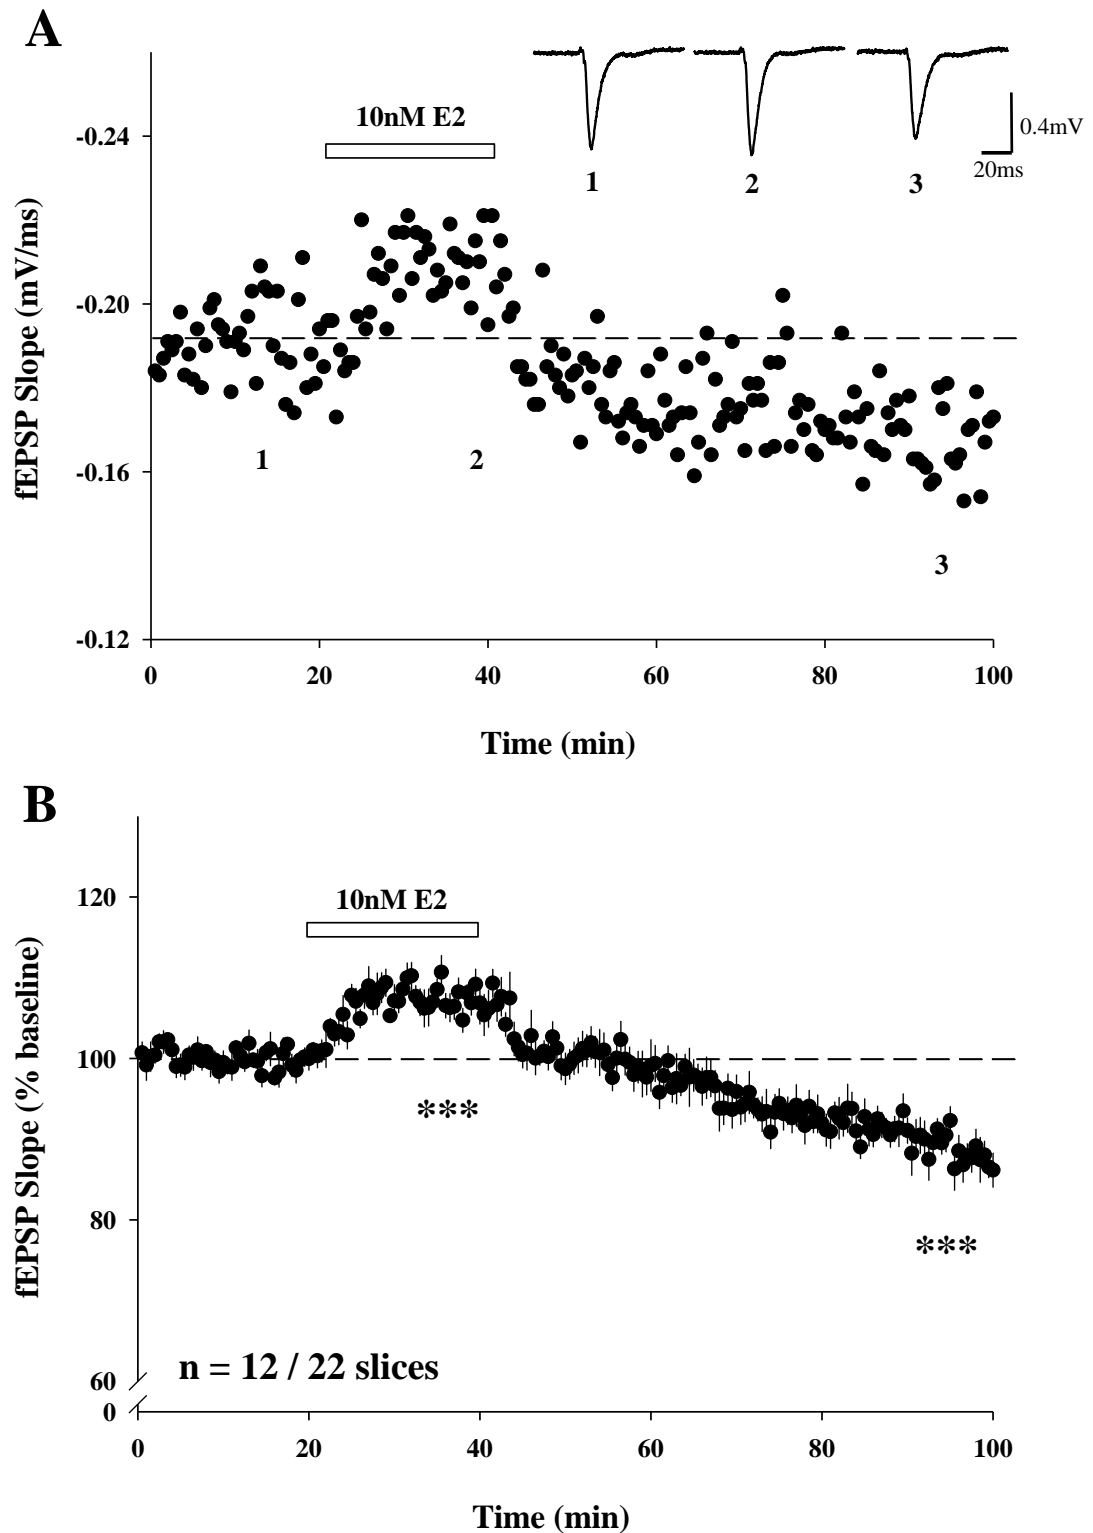 A
10nM E2
-0.24
-0.20
-0.16
-0.12
fEPSP Slope (mV/ms)
1
2
3
0.4mV
20ms
1
2
3
0
20
40
60
80
100
Time (min)
B
10nM E2
120
100
80
60
0
fEPSP Slope (% baseline)
***
***
n = 12 / 22 slices
0
20
40
60
80
100
Time (min)